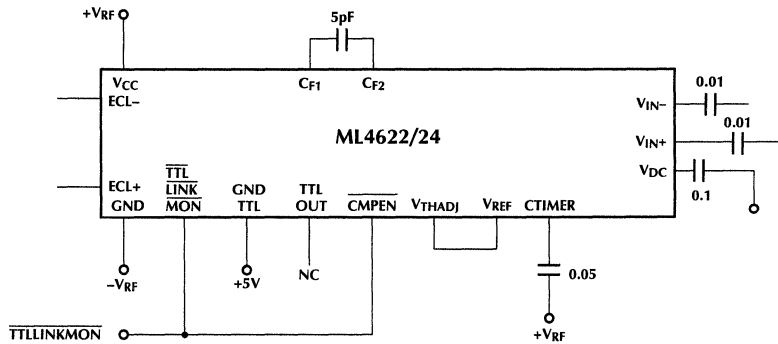 +VRF
5pF
VCC
CF1
CF2
ECL–
VIN–
0.01
0.01
ML4622/24
VIN+
VDC
0.1
TTL
LINK
MON
ECL+
GND
GND
TTL
TTL
OUT
CMPEN
VTHADJ
VREF
CTIMER
–VRF
+5V
NC
0.05
TTLLINKMON
+VRF